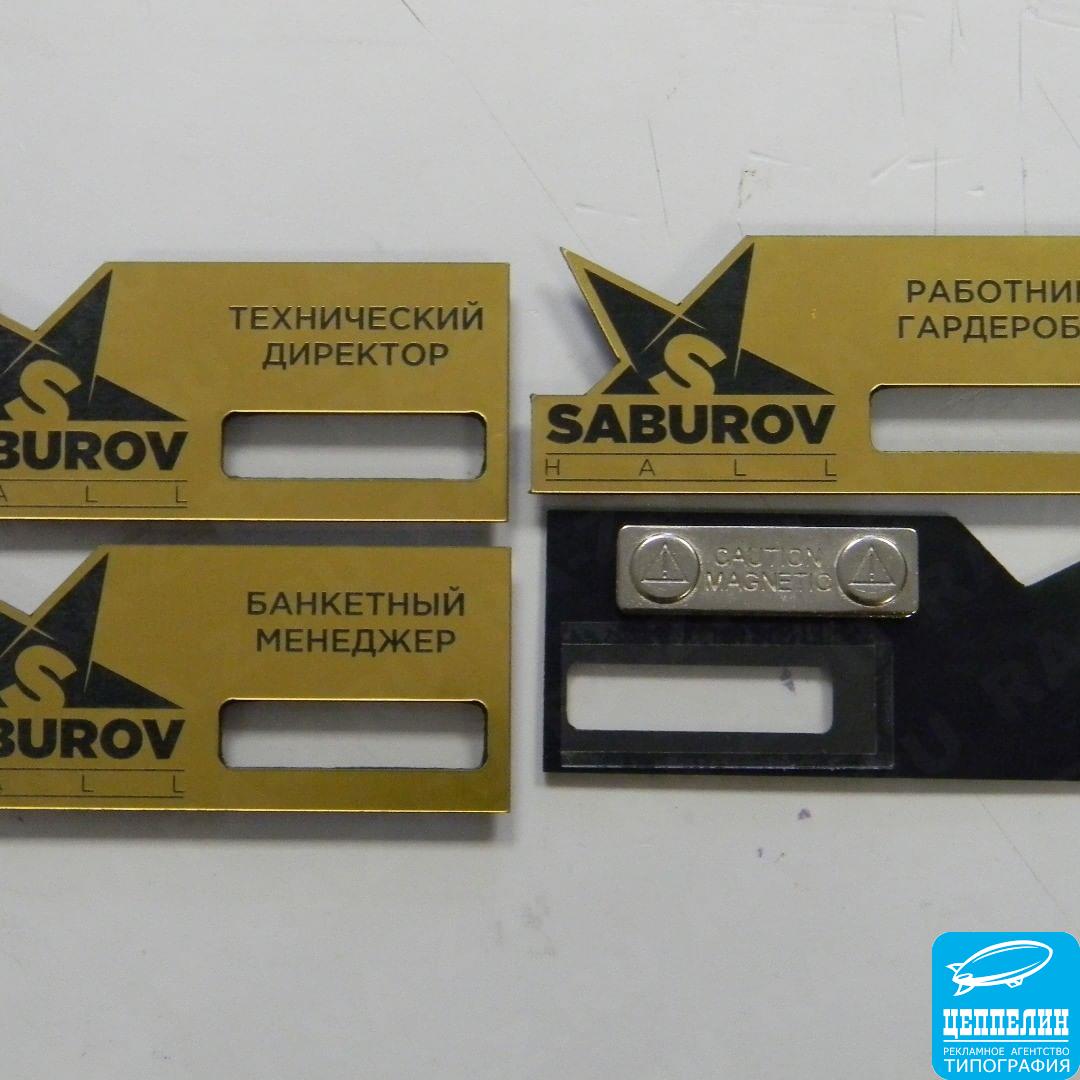 ТЕХНИЧЕСКИЙ
ДИРЕКТОР
S
BUROV
A L L
РАБОТНИ
ГАРДЕРОБ
S
SABUROV
H A L L
БАНКЕТНЫЙ
МЕНЕДЖЕР
S
BUROV
A L L
CAUTION
MAGNETIC
ЦЕППЕЛИН
РЕКЛАМНОЕ АГЕНТСТВО
ТИПОГРАФИЯ